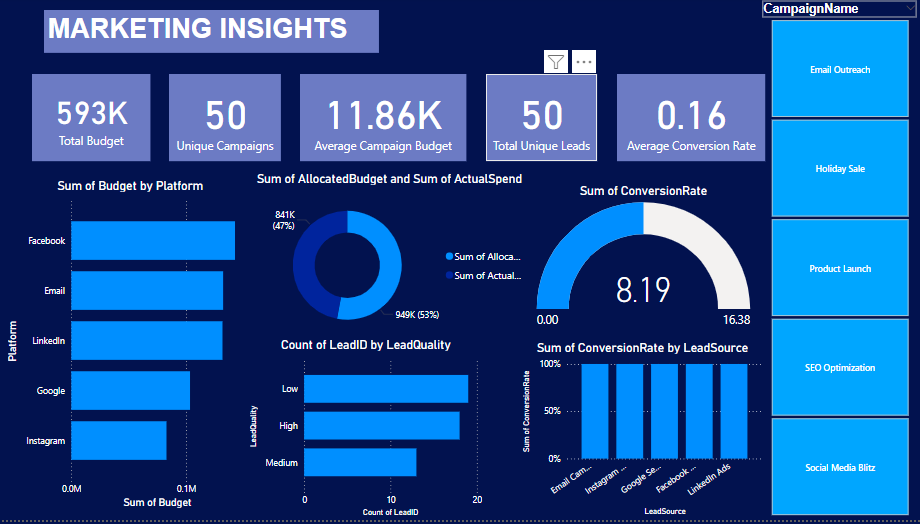 MARKETING INSIGHTS
CampaignName
593K
Total Budget
50
Unique Campaigns
11.86K
Average Campaign Budget
50
Total Unique Leads
0.16
Average Conversion Rate
Email Outreach
Holiday Sale
Product Launch
SEO Optimization
Social Media Blitz
Sum of Budget by Platform
Platform
Facebook
Email
LinkedIn
Google
Instagram
0.0M
0.1M
Sum of Budget
Sum of AllocatedBudget and Sum of ActualSpend
841K
(47%)
949K (53%)
Sum of Alloca...
Sum of Actual...
Sum of ConversionRate
8.19
0.00
16.38
Count of LeadID by LeadQuality
LeadQuality
Low
High
Medium
0
10
20
Count of LeadID
Sum of ConversionRate by LeadSource
Sum of ConversionRate
100%
50%
0%
Email Cam...
Instagram ...
Google Se...
Facebook ...
LinkedIn Ads
LeadSource